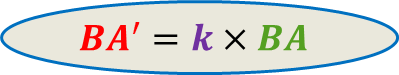 BA′ = k × BA